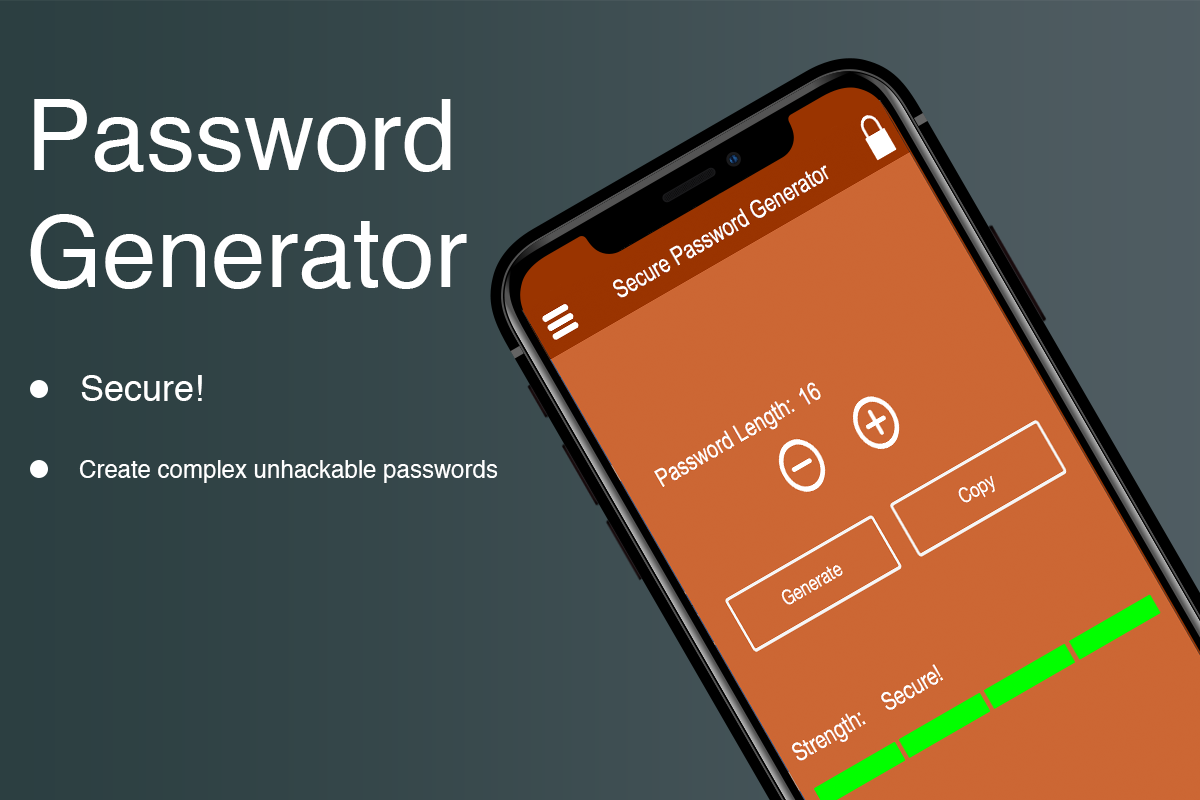 Password
Generator
Secure!
Create complex unhackable passwords
Secure Password Generator
Password Length: 16
Generate
Copy
Strength: Secure!